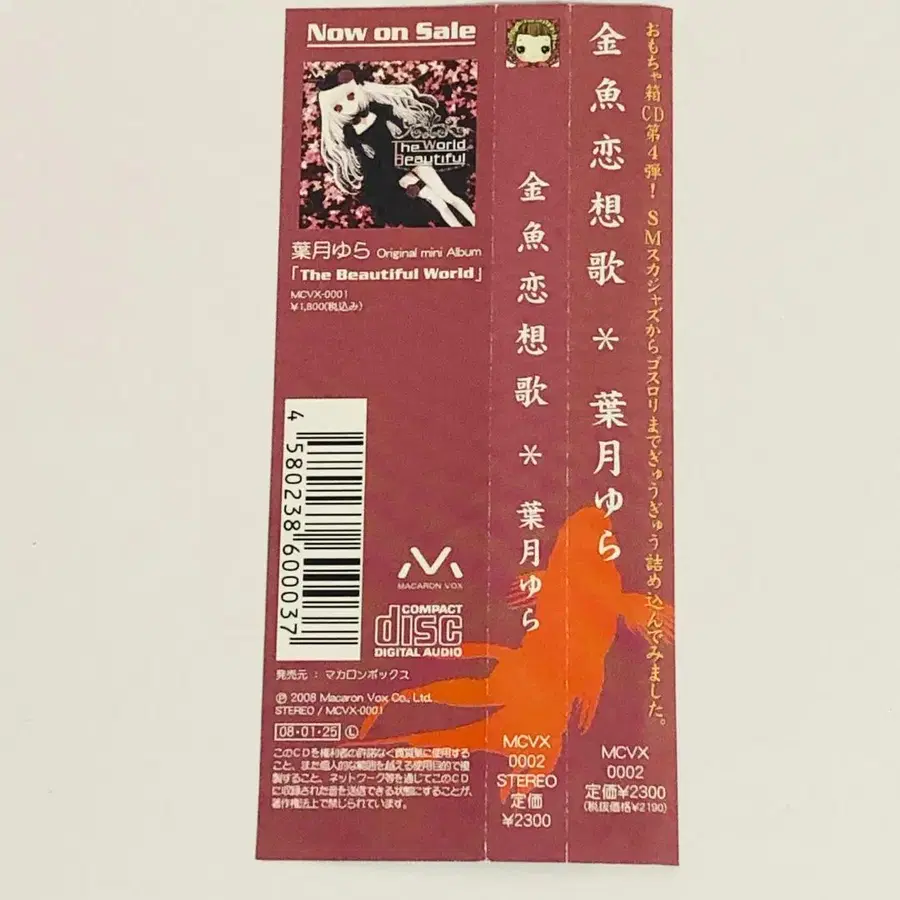 おもちゃ箱CD第4弾！ SMスカジャズからゴスロリまでぎゅうぎゅう詰め込んでみました。
金魚恋想歌 * 葉月ゆら
MCVX
0002
定価¥2300
(税抜価格¥2190)
金魚恋想歌 * 葉月ゆら
MCVX
0002
STEREO
定価
¥2300
Now on Sale
The World
Beautiful
葉月ゆら Original mini Album
「The Beautiful World」
MCVX-0001
¥1,800(税込み)
4 580238 600037
MACARON VOX
COMPACT
disc
DIGITAL AUDIO
発売元 : マカロンボックス
Ⓟ 2008 Macaron Vox Co., Ltd.
STEREO / MCVX-0001
08・01・25 Ⓛ
このCDを権利者の許諾なく賃貸業に使用する
こと、また個人的な範囲を越える使用目的で複
製すること、ネットワーク等を通じてこのCD
に収録された音を送信できる状態にすることが、
著作権法上で禁じられています。